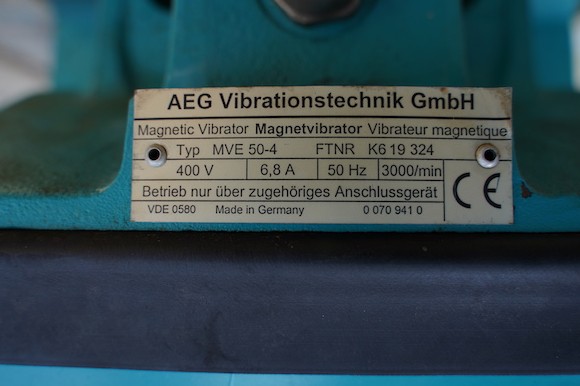 AEG Vibrationstechnik GmbH
Magnetic Vibrator Magnetvibrator Vibrateur magnetique
Typ MVE 50-4 FTNR K6 19 324
400 V 6,8 A 50 Hz 3000/min
Betrieb nur über zugehöriges Anschlussgerät
CE
VDE 0580 Made in Germany 0 070 941 0